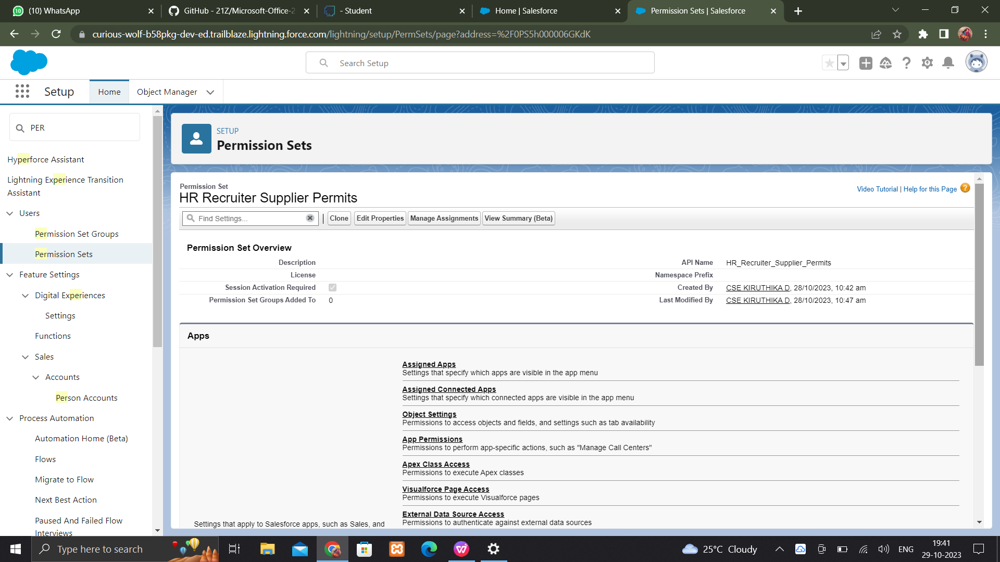 (10) WhatsApp
GitHub - 21Z/Microsoft-Office-2
- Student
Home | Salesforce
Permission Sets | Salesforce
curious-wolf-b58pkg-dev-ed.trailblaze.lightning.force.com/lightning/setup/PermSets/page?address=%2F0PS5h000006GKdK
Search Setup
Setup
Home
Object Manager
PER
Hyperforce Assistant
Lightning Experience Transition
Assistant
Users
Permission Set Groups
Permission Sets
Feature Settings
Digital Experiences
Settings
Functions
Sales
Accounts
Person Accounts
Process Automation
Automation Home (Beta)
Flows
Migrate to Flow
Next Best Action
Paused And Failed Flow
Interviews
SETUP
Permission Sets
Permission Set
HR Recruiter Supplier Permits
Video Tutorial | Help for this Page
Find Settings...
Clone
Edit Properties
Manage Assignments
View Summary (Beta)
Permission Set Overview
Description
API Name HR_Recruiter_Supplier_Permits
License
Namespace Prefix
Session Activation Required
Created By CSE KIRUTHIKA D, 28/10/2023, 10:42 am
Permission Set Groups Added To 0
Last Modified By CSE KIRUTHIKA D, 28/10/2023, 10:47 am
Apps
Assigned Apps
Settings that specify which apps are visible in the app menu
Assigned Connected Apps
Settings that specify which connected apps are visible in the app menu
Object Settings
Permissions to access objects and fields, and settings such as tab availability
App Permissions
Permissions to perform app-specific actions, such as "Manage Call Centers"
Apex Class Access
Permissions to execute Apex classes
Visualforce Page Access
Permissions to execute Visualforce pages
External Data Source Access
Permissions to authenticate against external data sources
Settings that apply to Salesforce apps, such as Sales, and
Type here to search
25°C Cloudy
ENG
19:41
29-10-2023